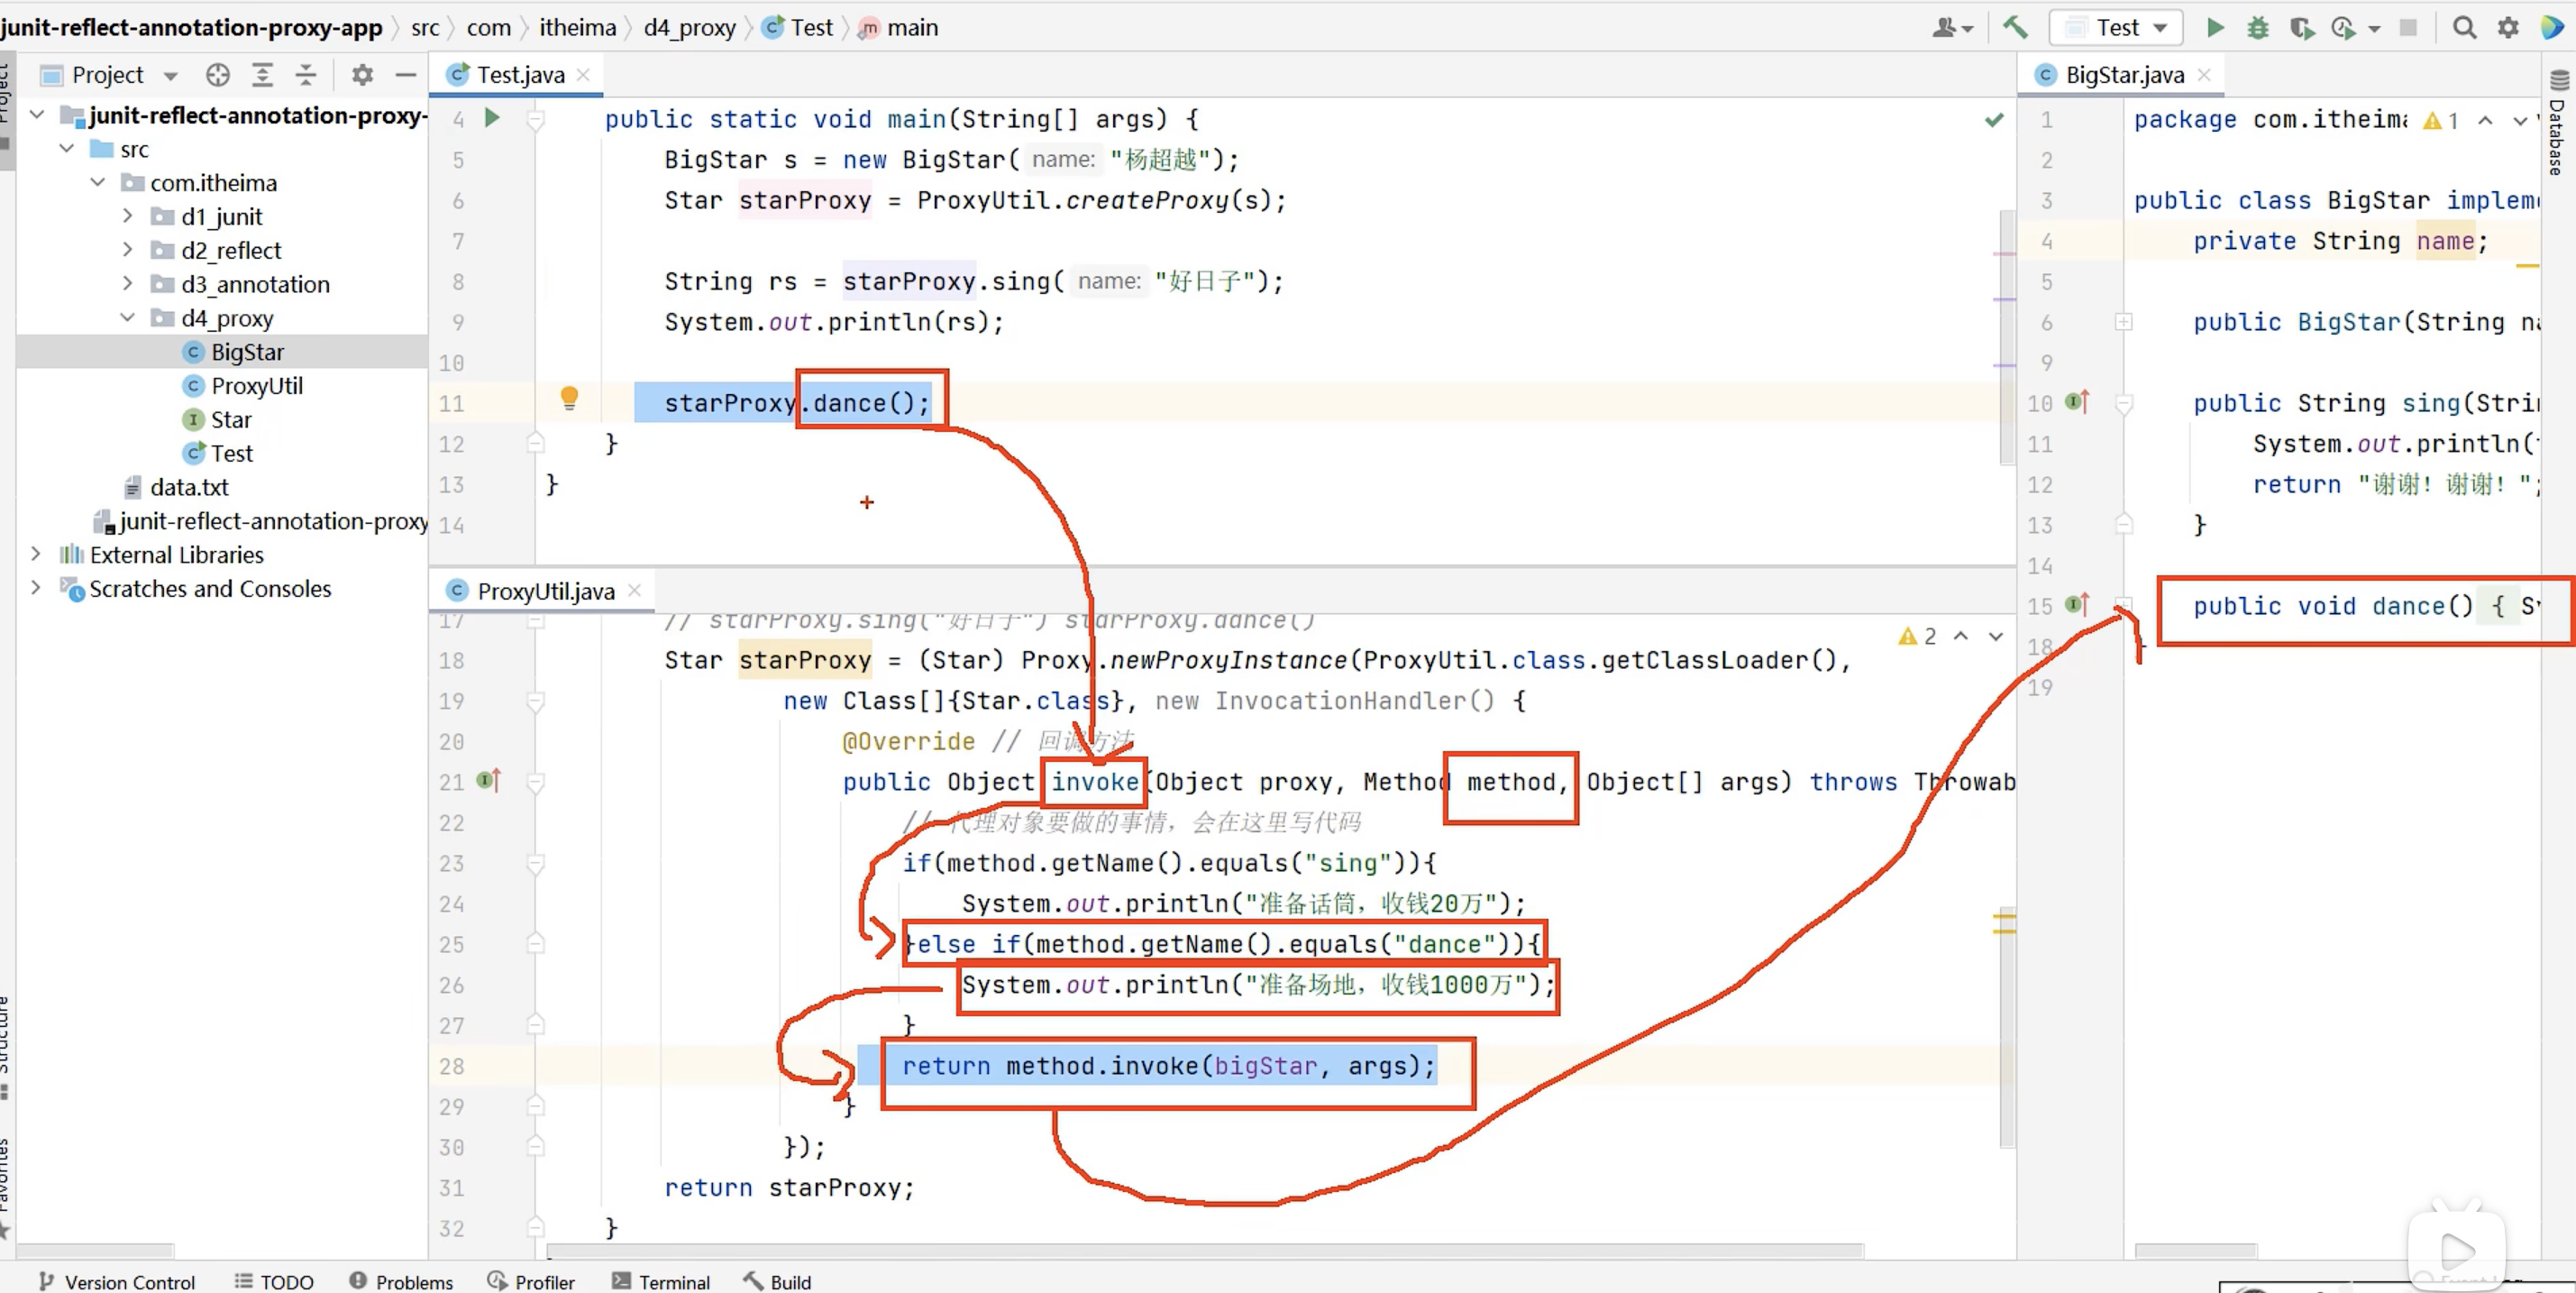 junit-reflect-annotation-proxy-app > src > com > itheima > d4_proxy > Test > main
Test
Project
junit-reflect-annotation-proxy-
src
com.itheima
d1_junit
d2_reflect
d3_annotation
d4_proxy
BigStar
ProxyUtil
Star
Test
data.txt
junit-reflect-annotation-proxy
External Libraries
Scratches and Consoles
Structure
Favorites
Test.java
4 public static void main(String[] args) {
5 BigStar s = new BigStar( name: "杨超越");
6 Star starProxy = ProxyUtil.createProxy(s);
7
8 String rs = starProxy.sing( name: "好日子");
9 System.out.println(rs);
10
11 starProxy.dance();
12 }
13 }
14
ProxyUtil.java
2
17 // starProxy.sing("好日子") starProxy.dance()
18 Star starProxy = (Star) Proxy.newProxyInstance(ProxyUtil.class.getClassLoader(),
19 new Class[]{Star.class}, new InvocationHandler() {
20 @Override // 回调方法
21 public Object invoke(Object proxy, Method method, Object[] args) throws Throwab
22 // 代理对象要做的事情，会在这里写代码
23 if(method.getName().equals("sing")){
24 System.out.println("准备话筒，收钱20万");
25 }else if(method.getName().equals("dance")){
26 System.out.println("准备场地，收钱1000万");
27 }
28 return method.invoke(bigStar, args);
29 }
30 });
31 return starProxy;
32 }
BigStar.java
1 package com.itheima
1
2
3 public class BigStar implem
4 private String name;
5
6 public BigStar(String na
9
10 public String sing(Stri
11 System.out.println(
12 return "谢谢！谢谢！";
13 }
14
15 public void dance() { Sy
18 }
19
Database
Version Control TODO Problems Profiler Terminal Build